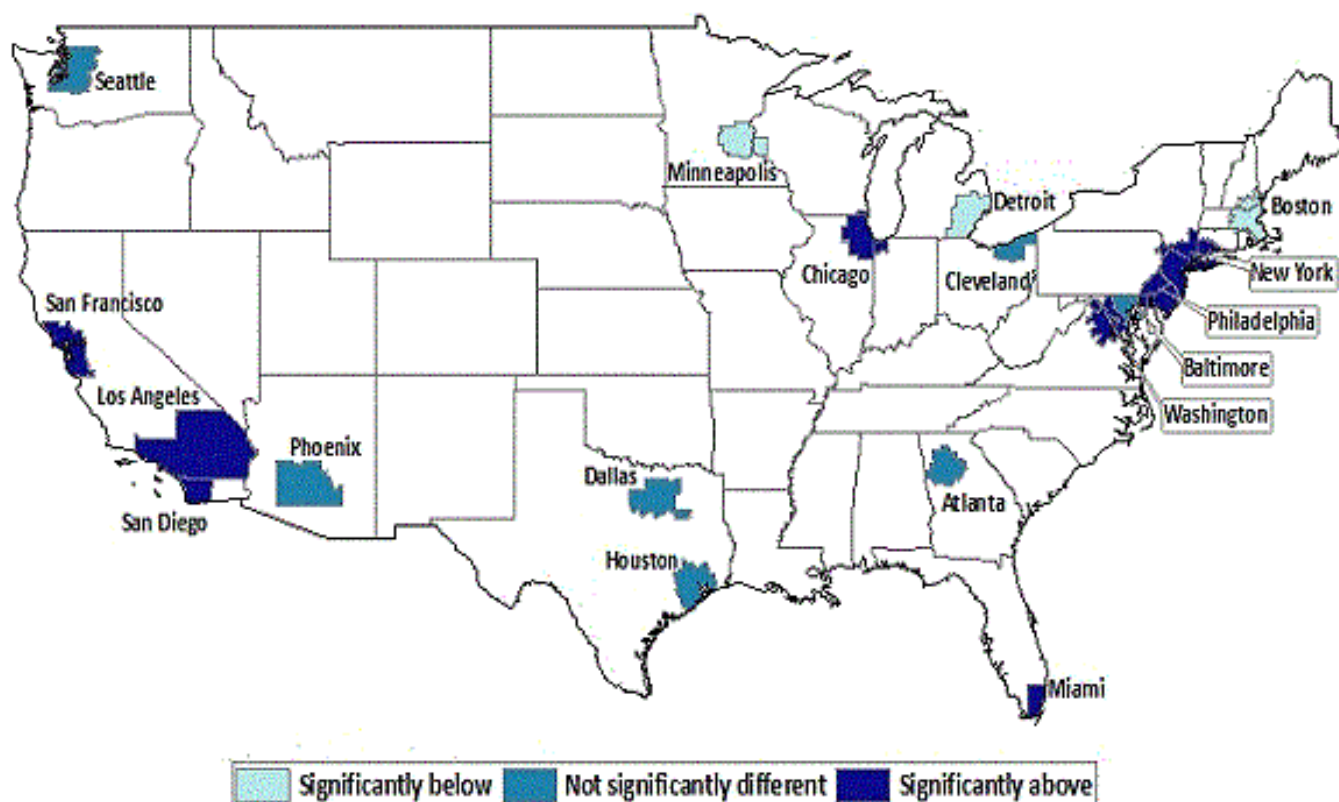 Seattle
Minneapolis
Detroit
Boston
Chicago
Cleveland
New York
San Francisco
Philadelphia
Baltimore
Los Angeles
Washington
Phoenix
Dallas
Atlanta
San Diego
Houston
Miami
Significantly below Not significantly different Significantly above